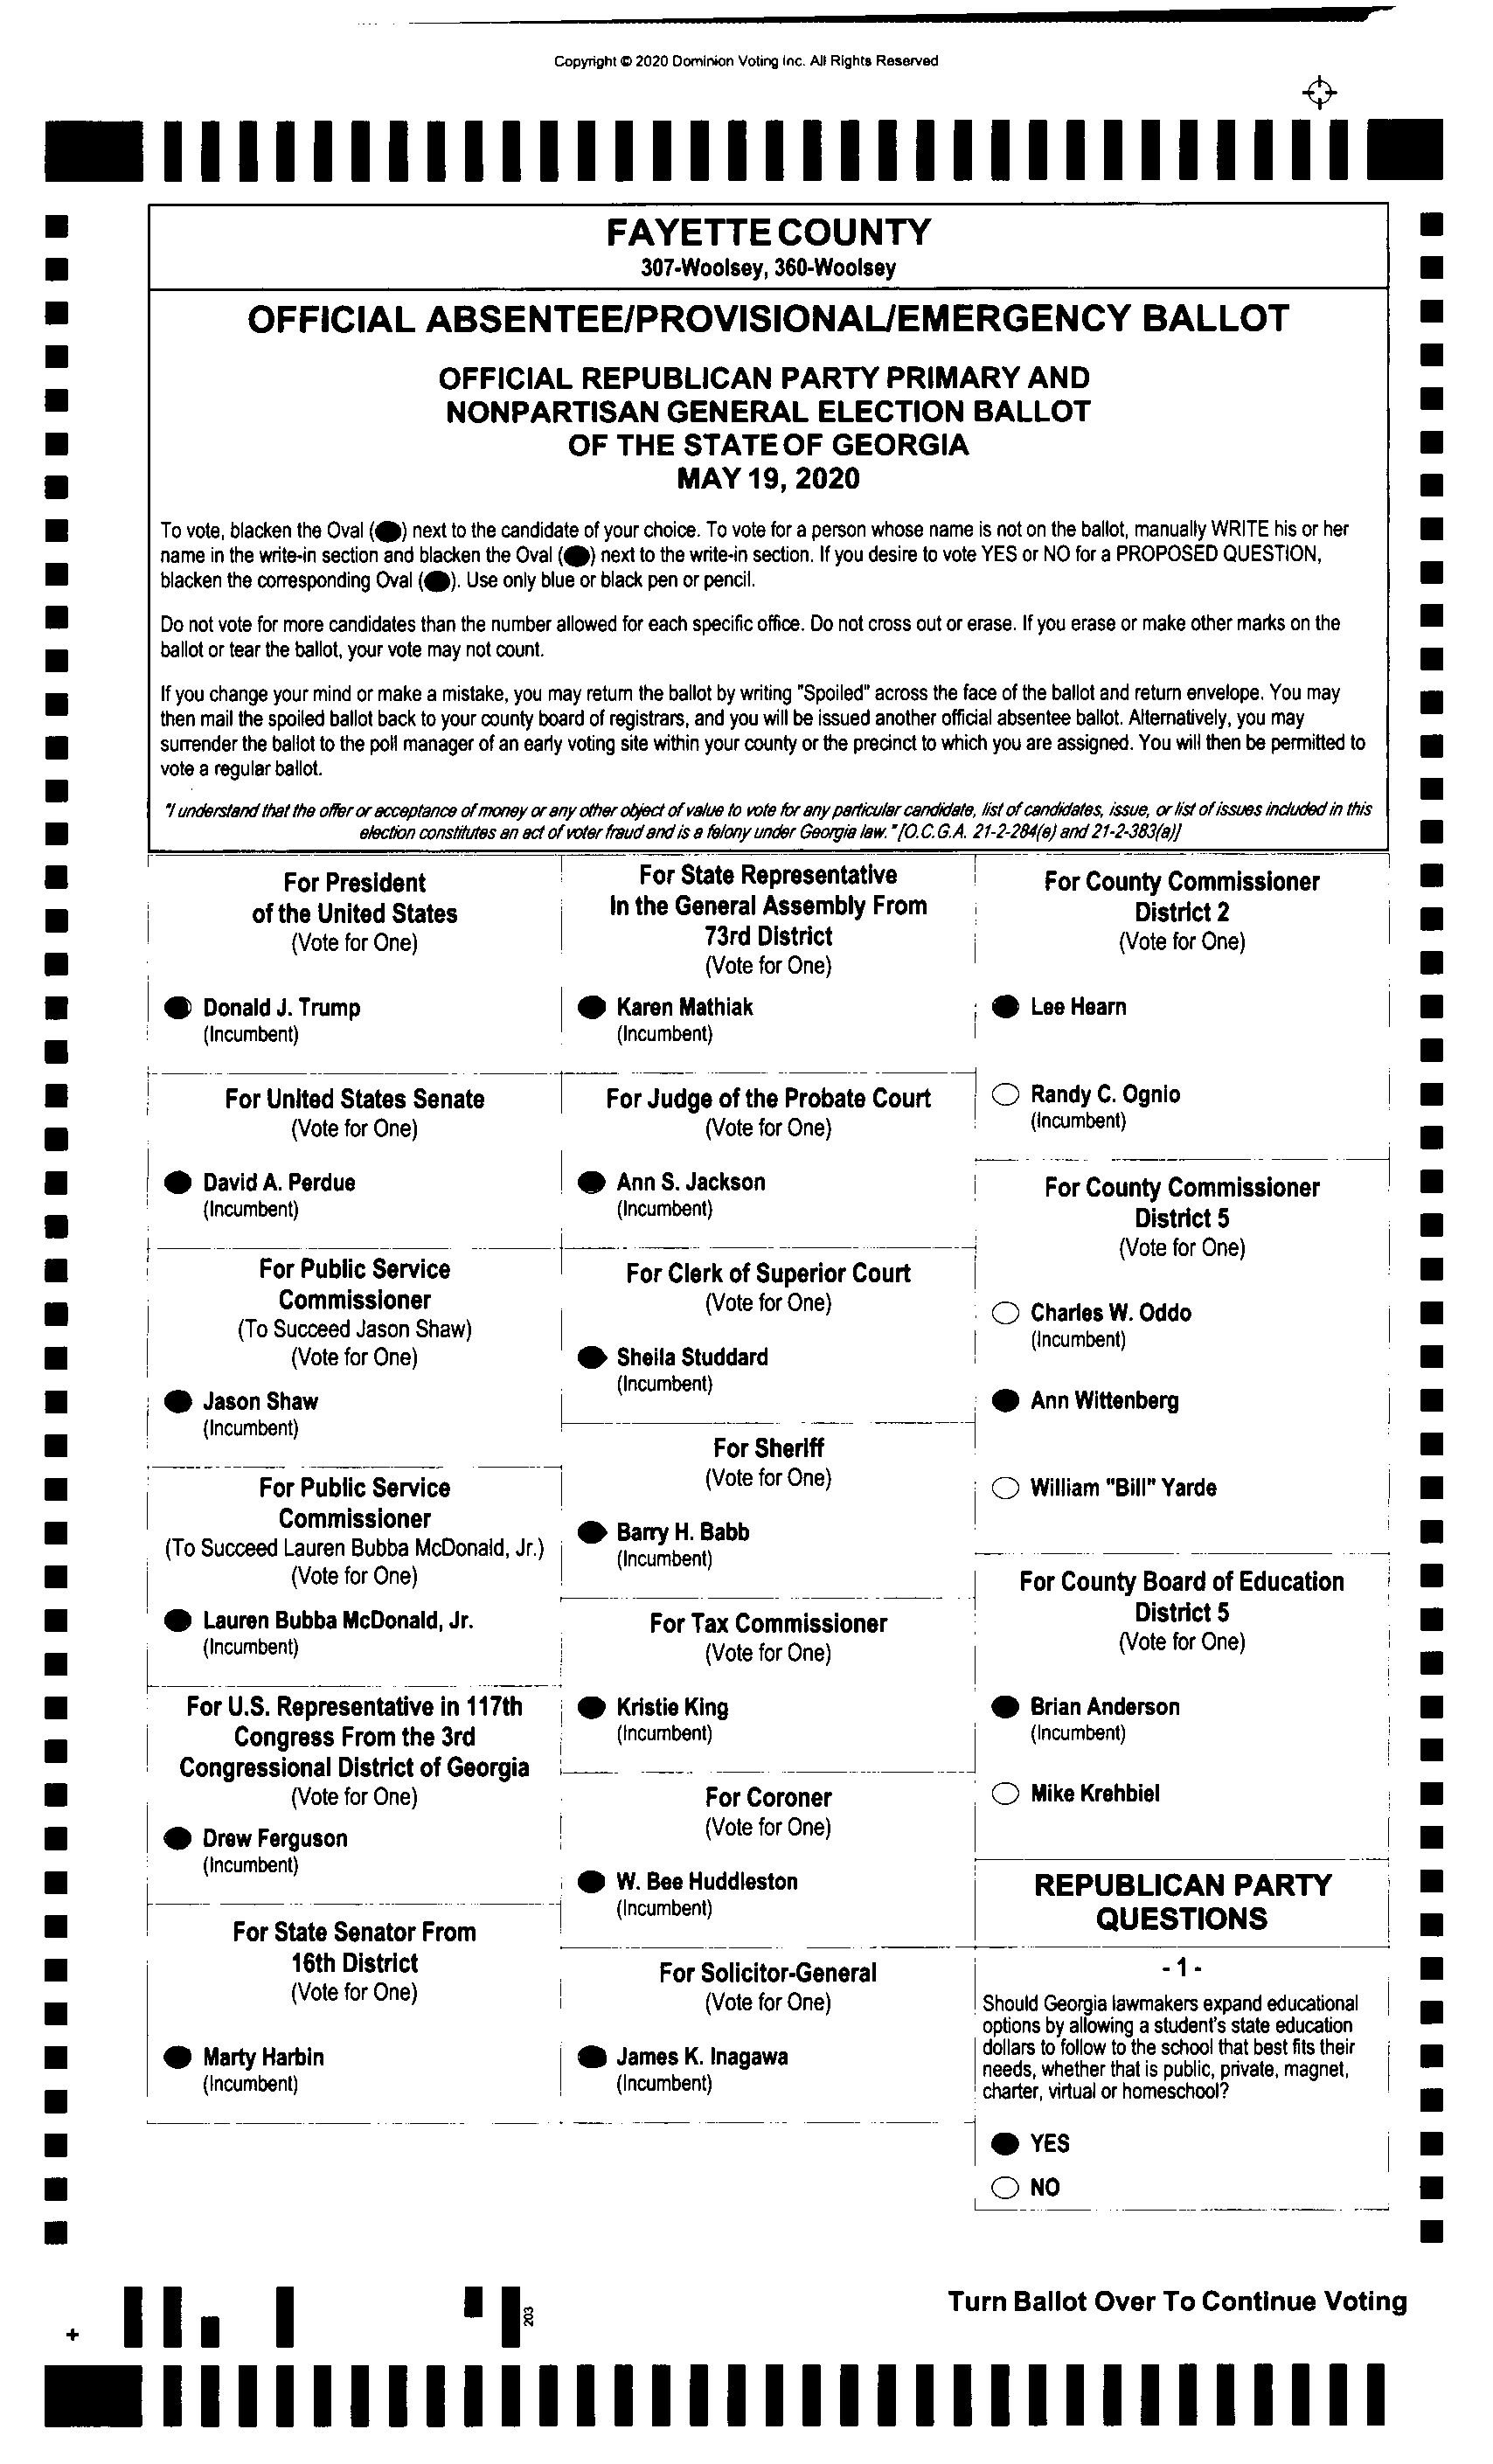 Copyright © 2020 Dominion Voting Inc. All Rights Reserved
FAYETTE COUNTY
307-Woolsey, 360-Woolsey
OFFICIAL ABSENTEE/PROVISIONAL/EMERGENCY BALLOT
OFFICIAL REPUBLICAN PARTY PRIMARY AND
NONPARTISAN GENERAL ELECTION BALLOT
OF THE STATE OF GEORGIA
MAY 19, 2020
To vote, blacken the Oval ( ) next to the candidate of your choice. To vote for a person whose name is not on the ballot, manually WRITE his or her
name in the write-in section and blacken the Oval ( ) next to the write-in section. If you desire to vote YES or NO for a PROPOSED QUESTION,
blacken the corresponding Oval ( ). Use only blue or black pen or pencil.
Do not vote for more candidates than the number allowed for each specific office. Do not cross out or erase. If you erase or make other marks on the
ballot or tear the ballot, your vote may not count.
If you change your mind or make a mistake, you may return the ballot by writing "Spoiled" across the face of the ballot and return envelope. You may
then mail the spoiled ballot back to your county board of registrars, and you will be issued another official absentee ballot. Alternatively, you may
surrender the ballot to the poll manager of an early voting site within your county or the precinct to which you are assigned. You will then be permitted to
vote a regular ballot.
"I understand that the offer or acceptance of money or any other object of value to vote for any particular candidate, list of candidates, issue, or list of issues included in this
election constitutes an act of voter fraud and is a felony under Georgia law." [O.C.G.A. 21-2-284(e) and 21-2-383(a)]
For President
of the United States
(Vote for One)
Donald J. Trump
(Incumbent)
For United States Senate
(Vote for One)
David A. Perdue
(Incumbent)
For Public Service
Commissioner
(To Succeed Jason Shaw)
(Vote for One)
Jason Shaw
(Incumbent)
For Public Service
Commissioner
(To Succeed Lauren Bubba McDonald, Jr.)
(Vote for One)
Lauren Bubba McDonald, Jr.
(Incumbent)
For U.S. Representative in 117th
Congress From the 3rd
Congressional District of Georgia
(Vote for One)
Drew Ferguson
(Incumbent)
For State Senator From
16th District
(Vote for One)
Marty Harbin
(Incumbent)
For State Representative
In the General Assembly From
73rd District
(Vote for One)
Karen Mathiak
(Incumbent)
For Judge of the Probate Court
(Vote for One)
Ann S. Jackson
(Incumbent)
For Clerk of Superior Court
(Vote for One)
Sheila Studdard
(Incumbent)
For Sheriff
(Vote for One)
Barry H. Babb
(Incumbent)
For Tax Commissioner
(Vote for One)
Kristie King
(Incumbent)
For Coroner
(Vote for One)
W. Bee Huddleston
(Incumbent)
For Solicitor-General
(Vote for One)
James K. Inagawa
(Incumbent)
For County Commissioner
District 2
(Vote for One)
Lee Hearn
Randy C. Ognio
(Incumbent)
For County Commissioner
District 5
(Vote for One)
Charles W. Oddo
(Incumbent)
Ann Wittenberg
William "Bill" Yarde
For County Board of Education
District 5
(Vote for One)
Brian Anderson
(Incumbent)
Mike Krehbiel
REPUBLICAN PARTY
QUESTIONS
- 1 -
Should Georgia lawmakers expand educational
options by allowing a student's state education
dollars to follow to the school that best fits their
needs, whether that is public, private, magnet,
charter, virtual or homeschool?
YES
NO
Turn Ballot Over To Continue Voting
203